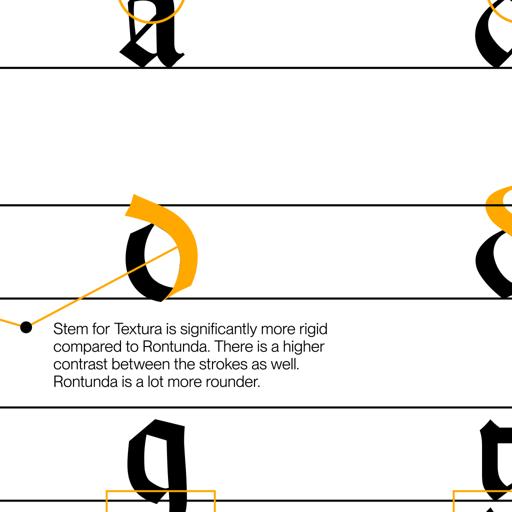 a
d
Stem for Textura is significantly more rigid
compared to Rontunda. There is a higher
contrast between the strokes as well.
Rontunda is a lot more rounder.
g